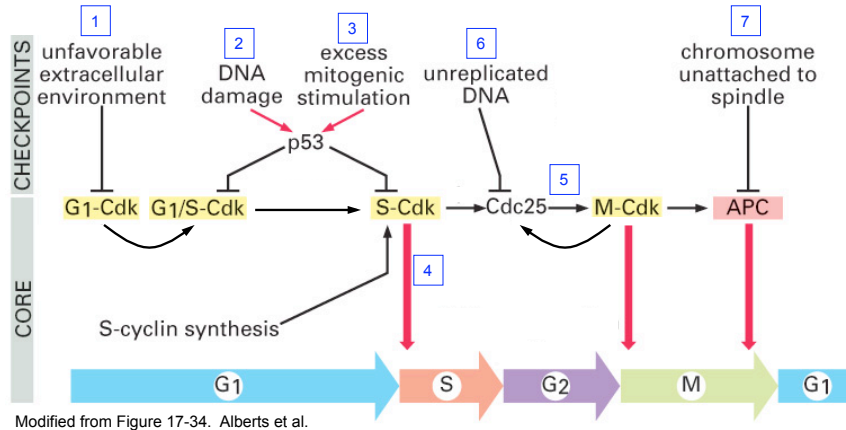 1
unfavorable
extracellular
environment
2
DNA
damage
3
excess
mitogenic
stimulation
6
unreplicated
DNA
7
chromosome
unattached to
spindle
CHECKPOINTS
p53
5
G1-Cdk
G1/S-Cdk
S-Cdk
Cdc25
M-Cdk
APC
CORE
4
S-cyclin synthesis
G1
S
G2
M
G1
Modified from Figure 17-34. Alberts et al.